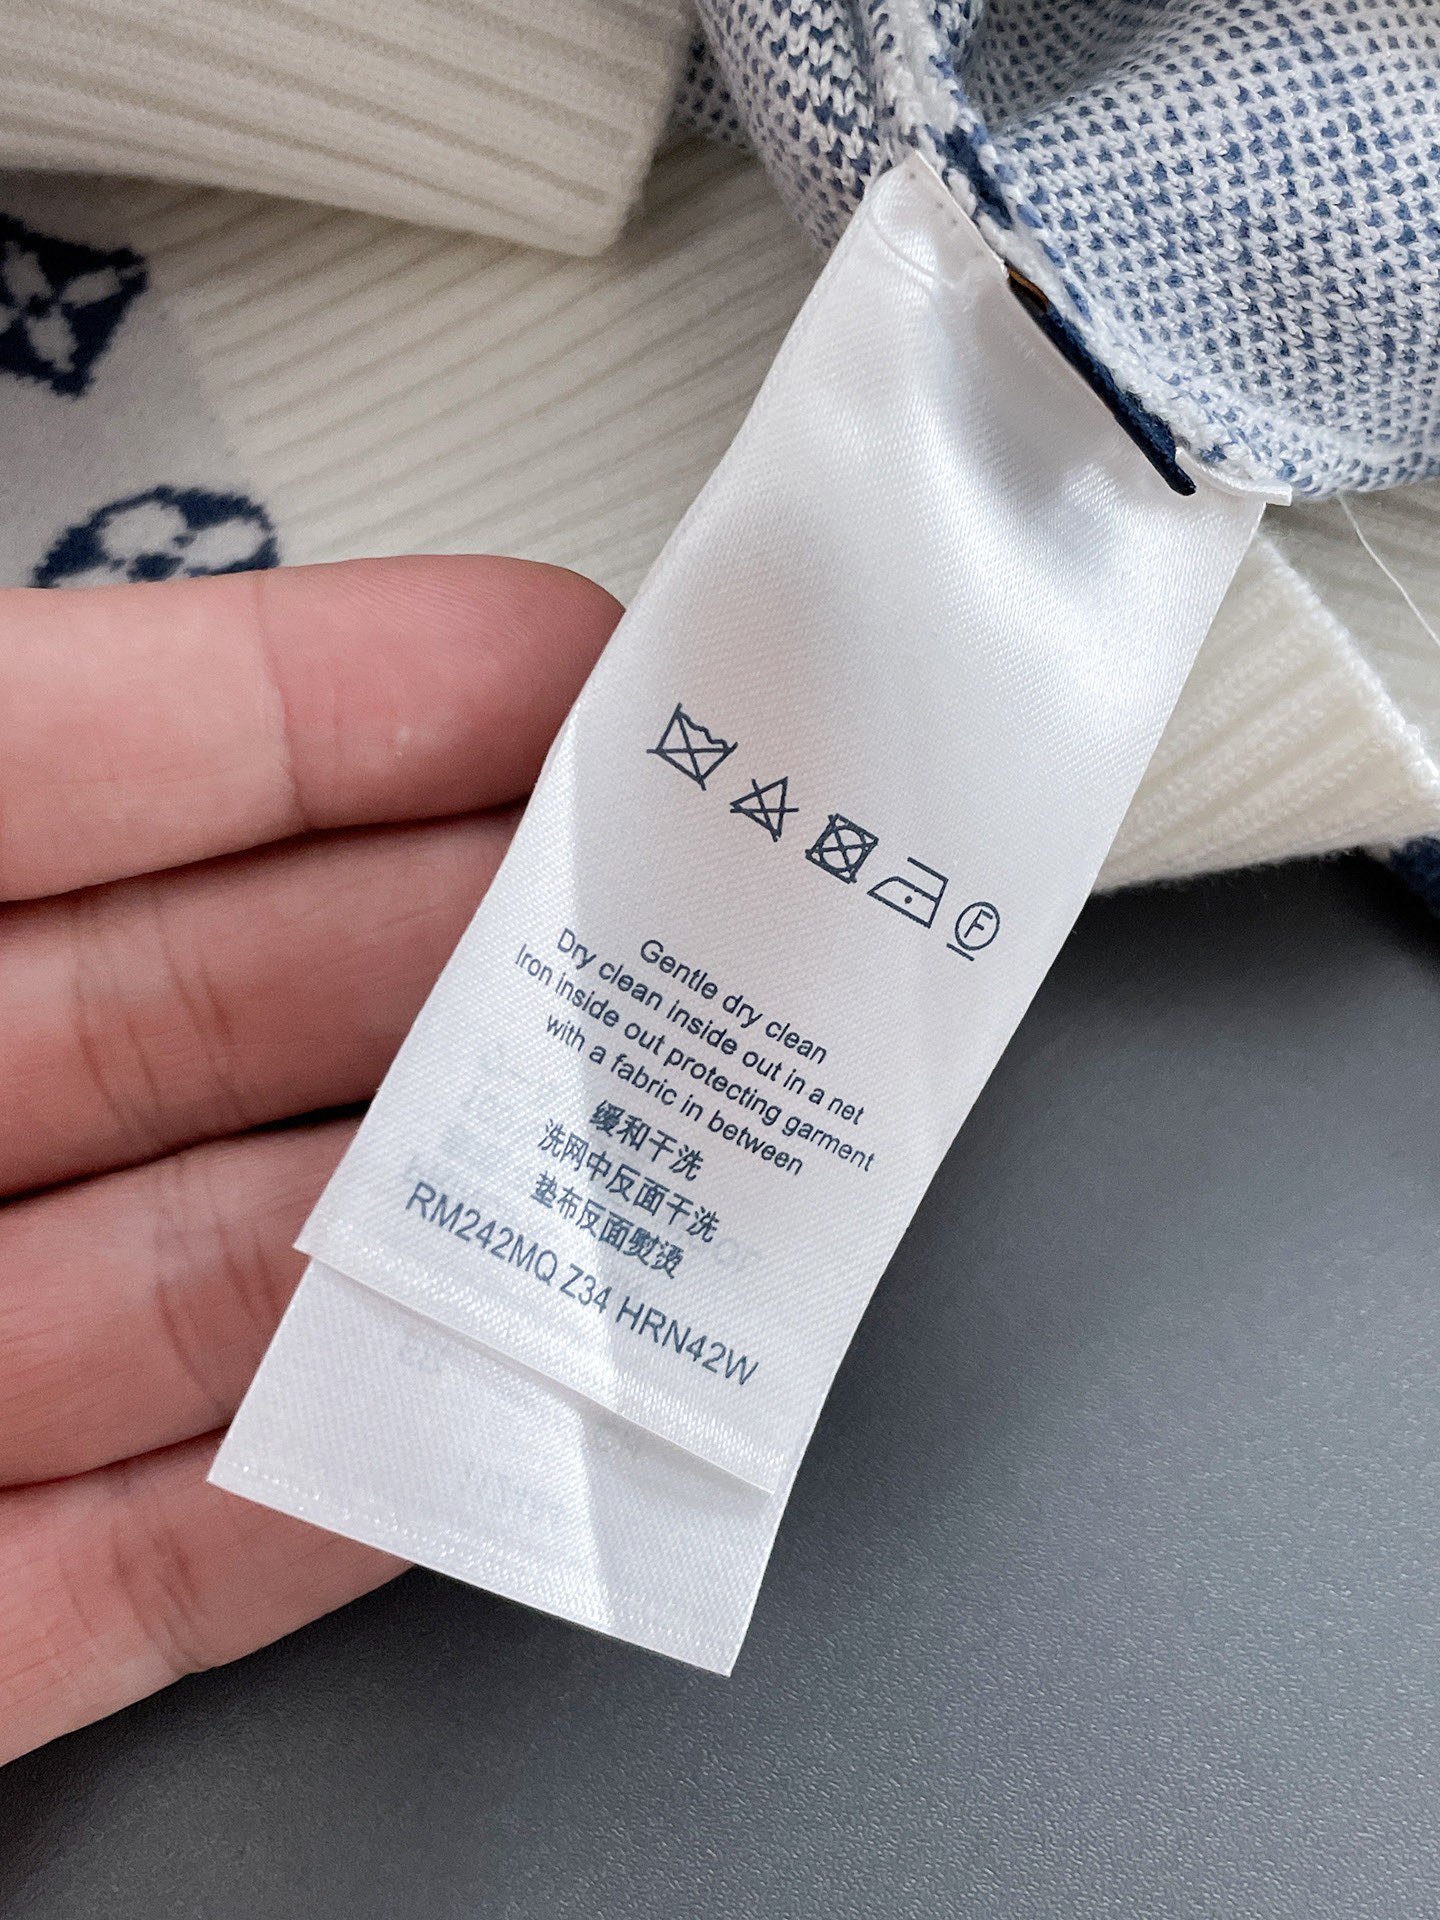 F
Gentle dry clean
Dry clean inside out in a net
Iron inside out protecting garment
with a fabric in between
缓和干洗
洗网中反面干洗
垫布反面熨烫
RM242MQ Z34 HRN42W